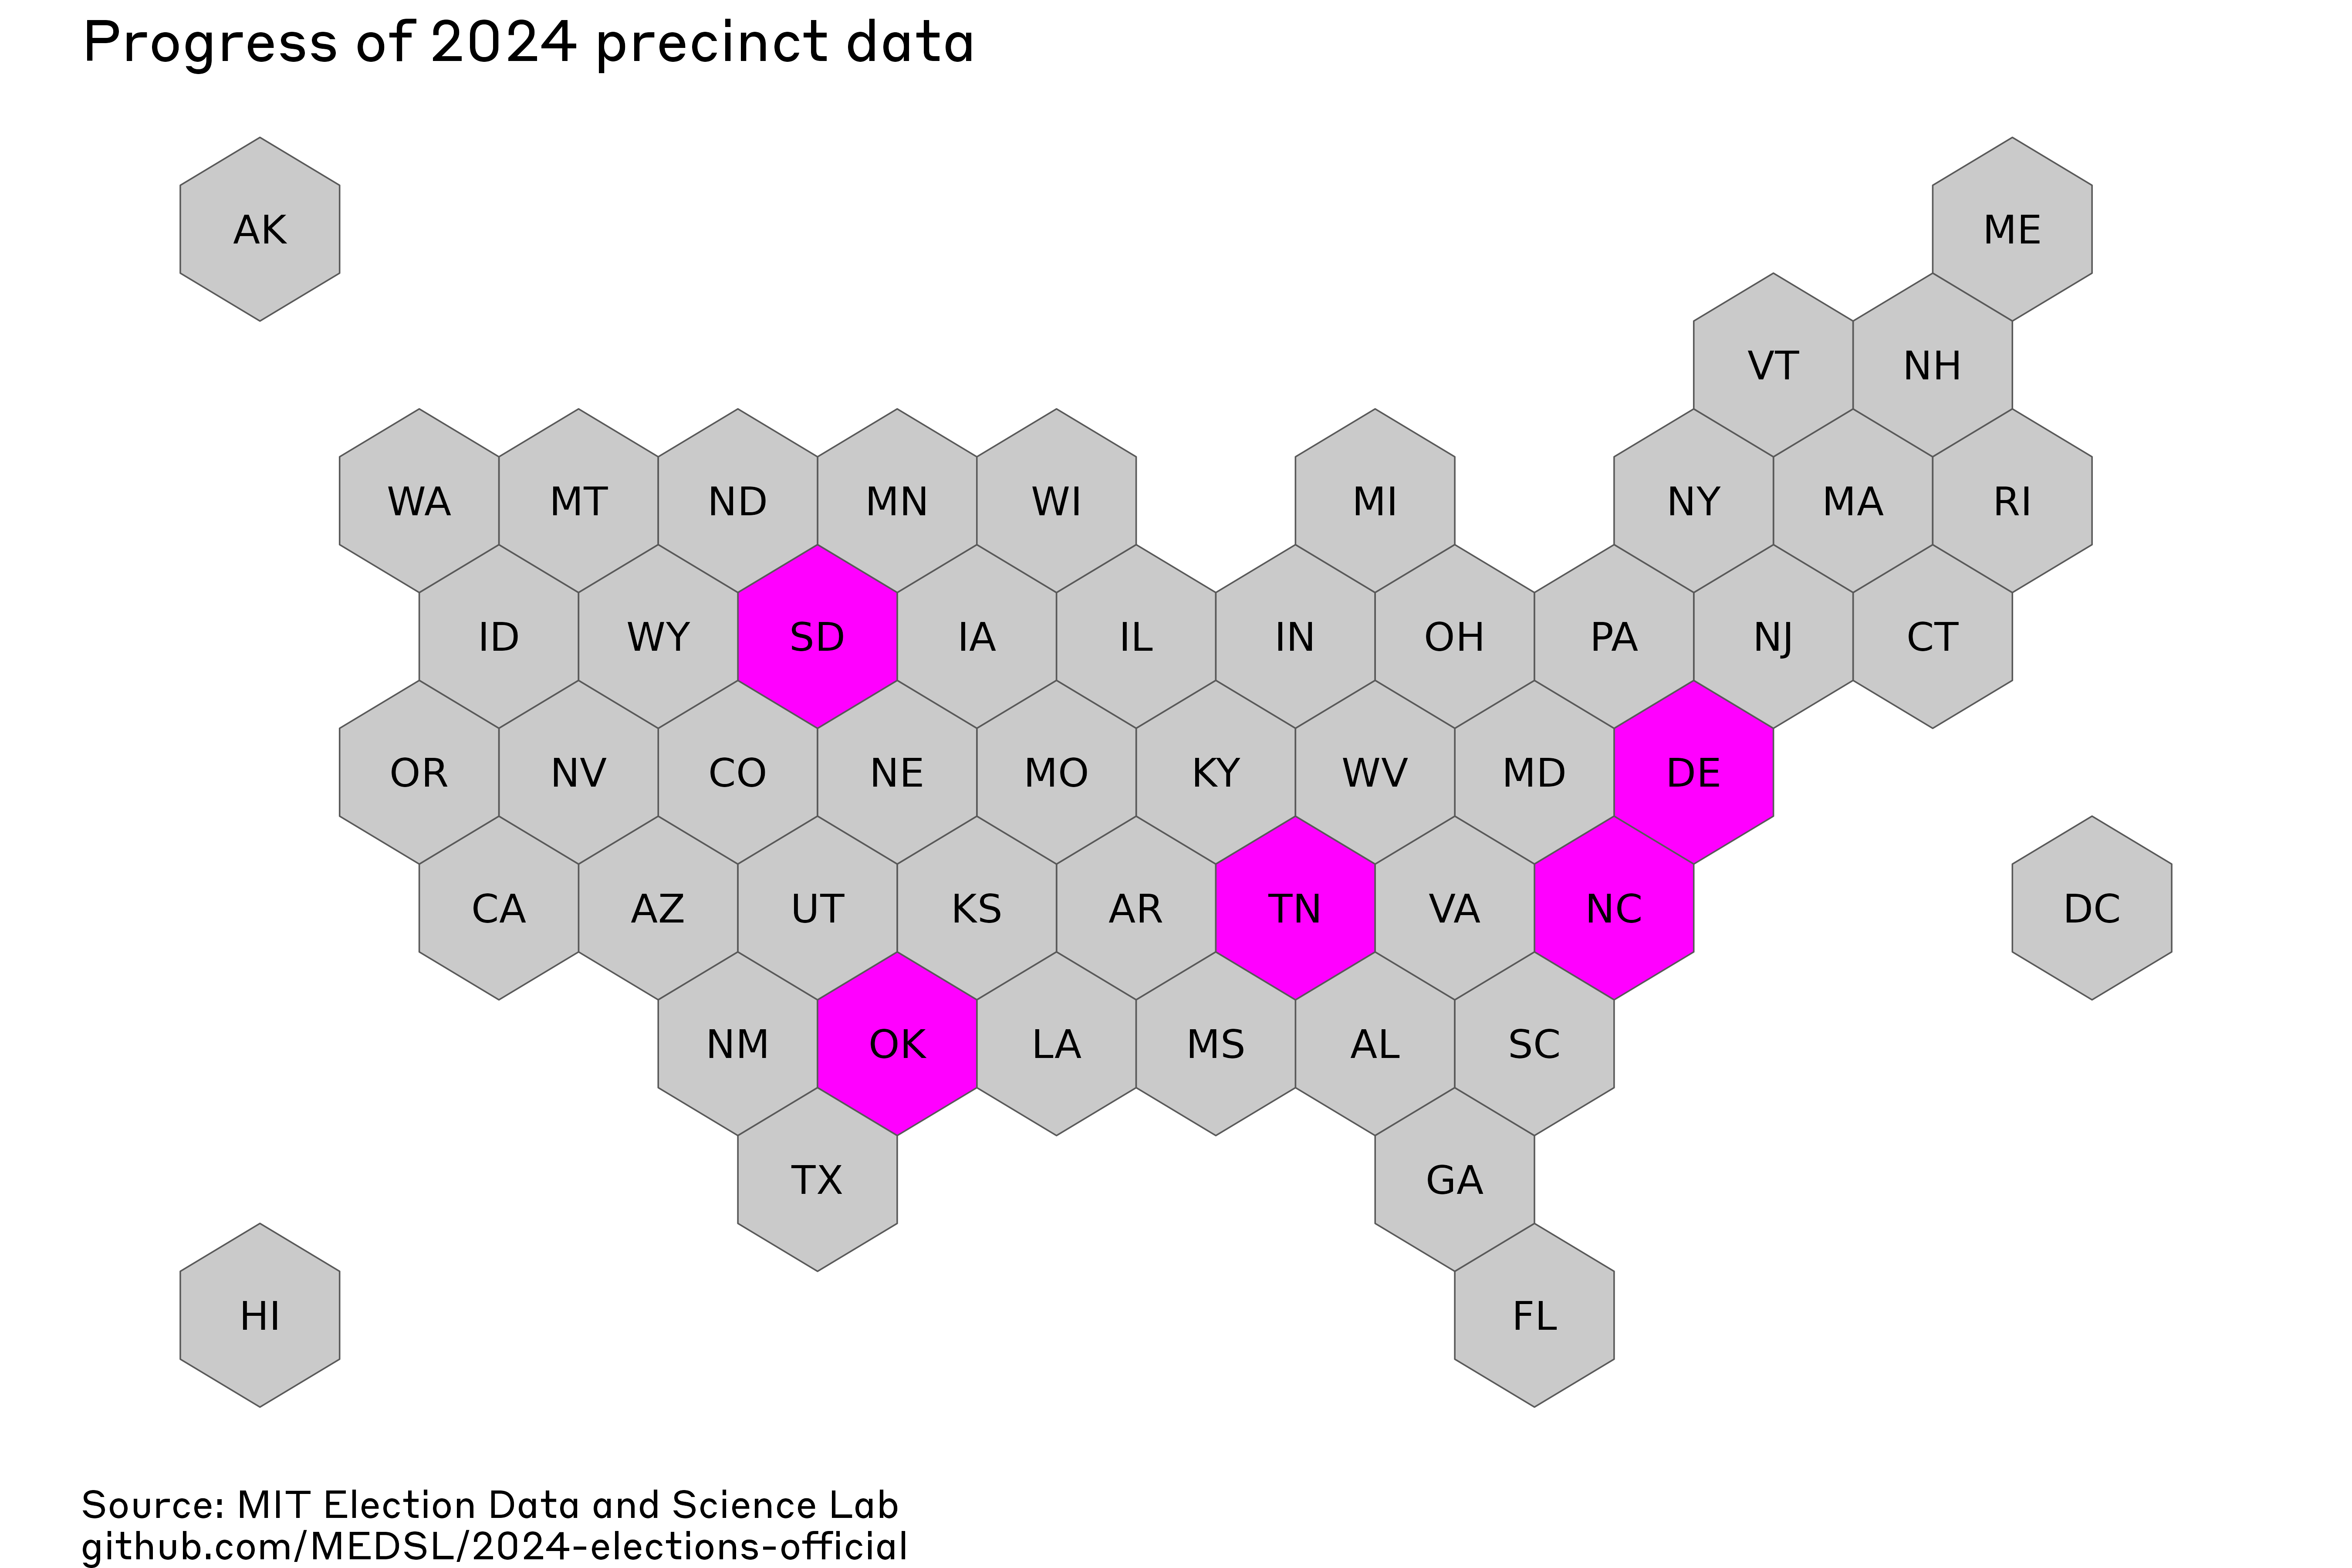 Progress of 2024 precinct data
AK
ME
VT NH
WA MT ND MN WI MI NY MA RI
ID WY SD IA IL IN OH PA NJ CT
OR NV CO NE MO KY WV MD DE
CA AZ UT KS AR TN VA NC DC
NM OK LA MS AL SC
TX GA
HI FL
Source: MIT Election Data and Science Lab
github.com/MEDSL/2024-elections-official